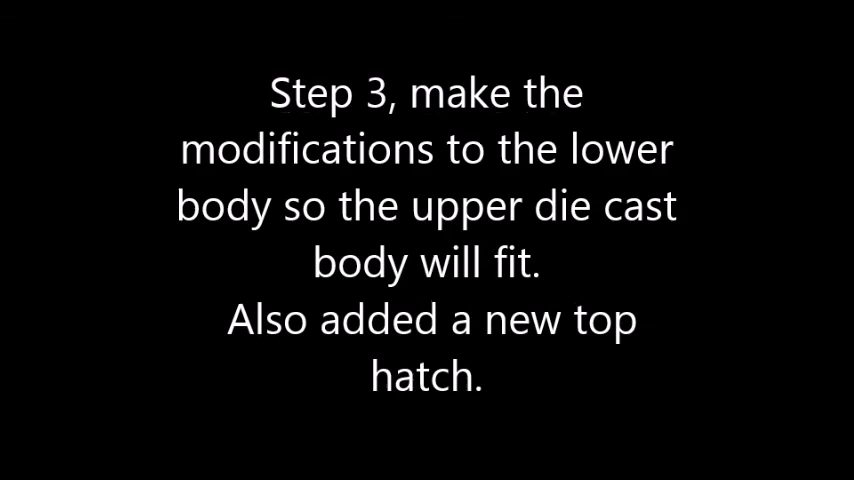 Step 3, make the
modifications to the lower
body so the upper die cast
body will fit.
Also added a new top
hatch.